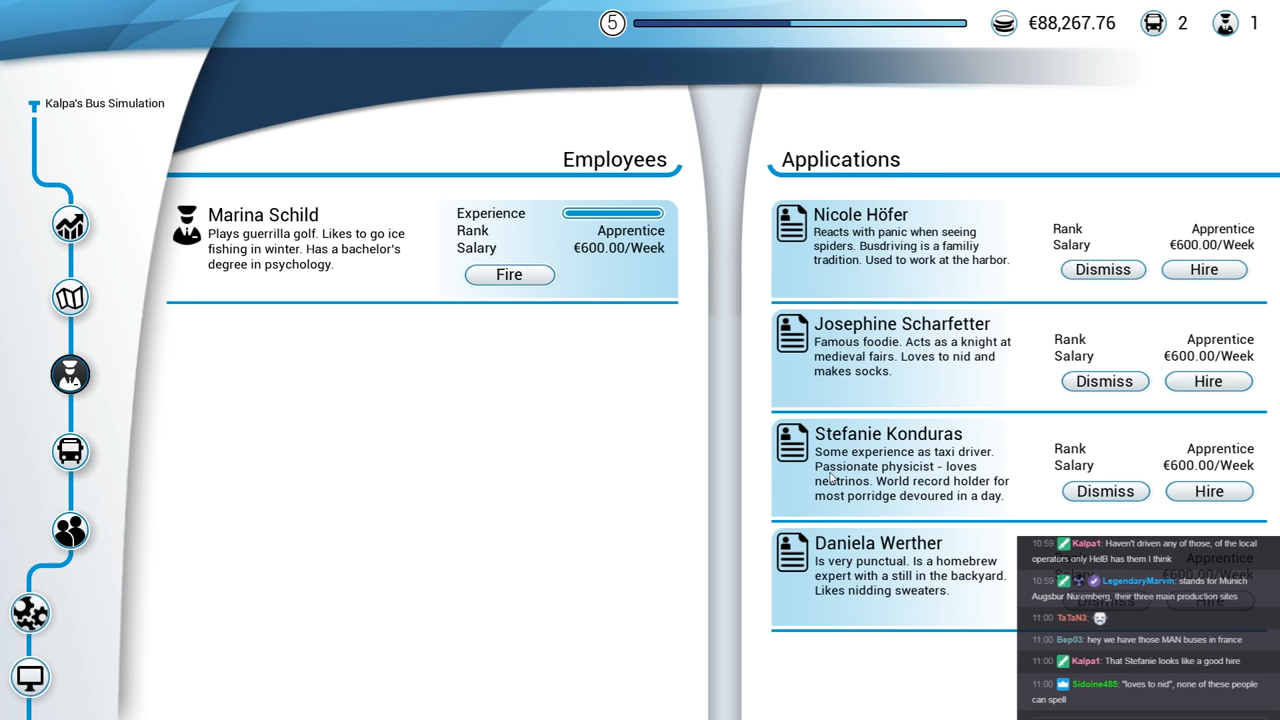 5
€88,267.76
2
1
Kalpa's Bus Simulation
Employees
Marina Schild
Plays guerrilla golf. Likes to go ice
fishing in winter. Has a bachelor's
degree in psychology.
Experience
Rank Apprentice
Salary €600.00/Week
Fire
Applications
Nicole Höfer
Reacts with panic when seeing
spiders. Busdriving is a familiy
tradition. Used to work at the harbor.
Rank Apprentice
Salary €600.00/Week
Dismiss Hire
Josephine Scharfetter
Famous foodie. Acts as a knight at
medieval fairs. Loves to nid and
makes socks.
Rank Apprentice
Salary €600.00/Week
Dismiss Hire
Stefanie Konduras
Some experience as taxi driver.
Passionate physicist - loves
neutrinos. World record holder for
most porridge devoured in a day.
Rank Apprentice
Salary €600.00/Week
Dismiss Hire
Daniela Werther
Is very punctual. Is a homebrew
expert with a still in the backyard.
Likes nidding sweaters.
Rank Apprentice
Salary €600.00/Week
Dismiss Hire
10:59 Kalpa1: Haven't driven any of those, of the local
operators only HelB has them I think
10:59 LegendaryMarvin: stands for Munich
Augsbur Nuremberg, their three main production sites
11:00 TaTaN3:
11:00 Bep03: hey we have those MAN buses in france
11:00 Kalpa1: That Stefanie looks like a good hire
11:00 Sidoine485: "loves to nid", none of these people
can spell